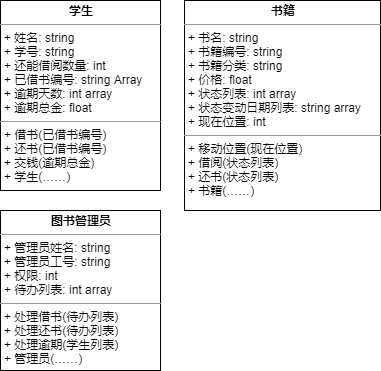 学生
+ 姓名: string
+ 学号: string
+ 还能借阅数量: int
+ 已借书编号: string Array
+ 逾期天数: int array
+ 逾期总金: float
+ 借书(已借书编号)
+ 还书(已借书编号)
+ 交钱(逾期总金)
+ 学生(……)
书籍
+ 书名: string
+ 书籍编号: string
+ 书籍分类: string
+ 价格: float
+ 状态列表: int array
+ 状态变动日期列表: string array
+ 现在位置: int
+ 移动位置(现在位置)
+ 借阅(状态列表)
+ 还书(状态列表)
+ 书籍(……)
图书管理员
+ 管理员姓名: string
+ 管理员工号: string
+ 权限: int
+ 待办列表: int array
+ 处理借书(待办列表)
+ 处理还书(待办列表)
+ 处理逾期(学生列表)
+ 管理员(……)